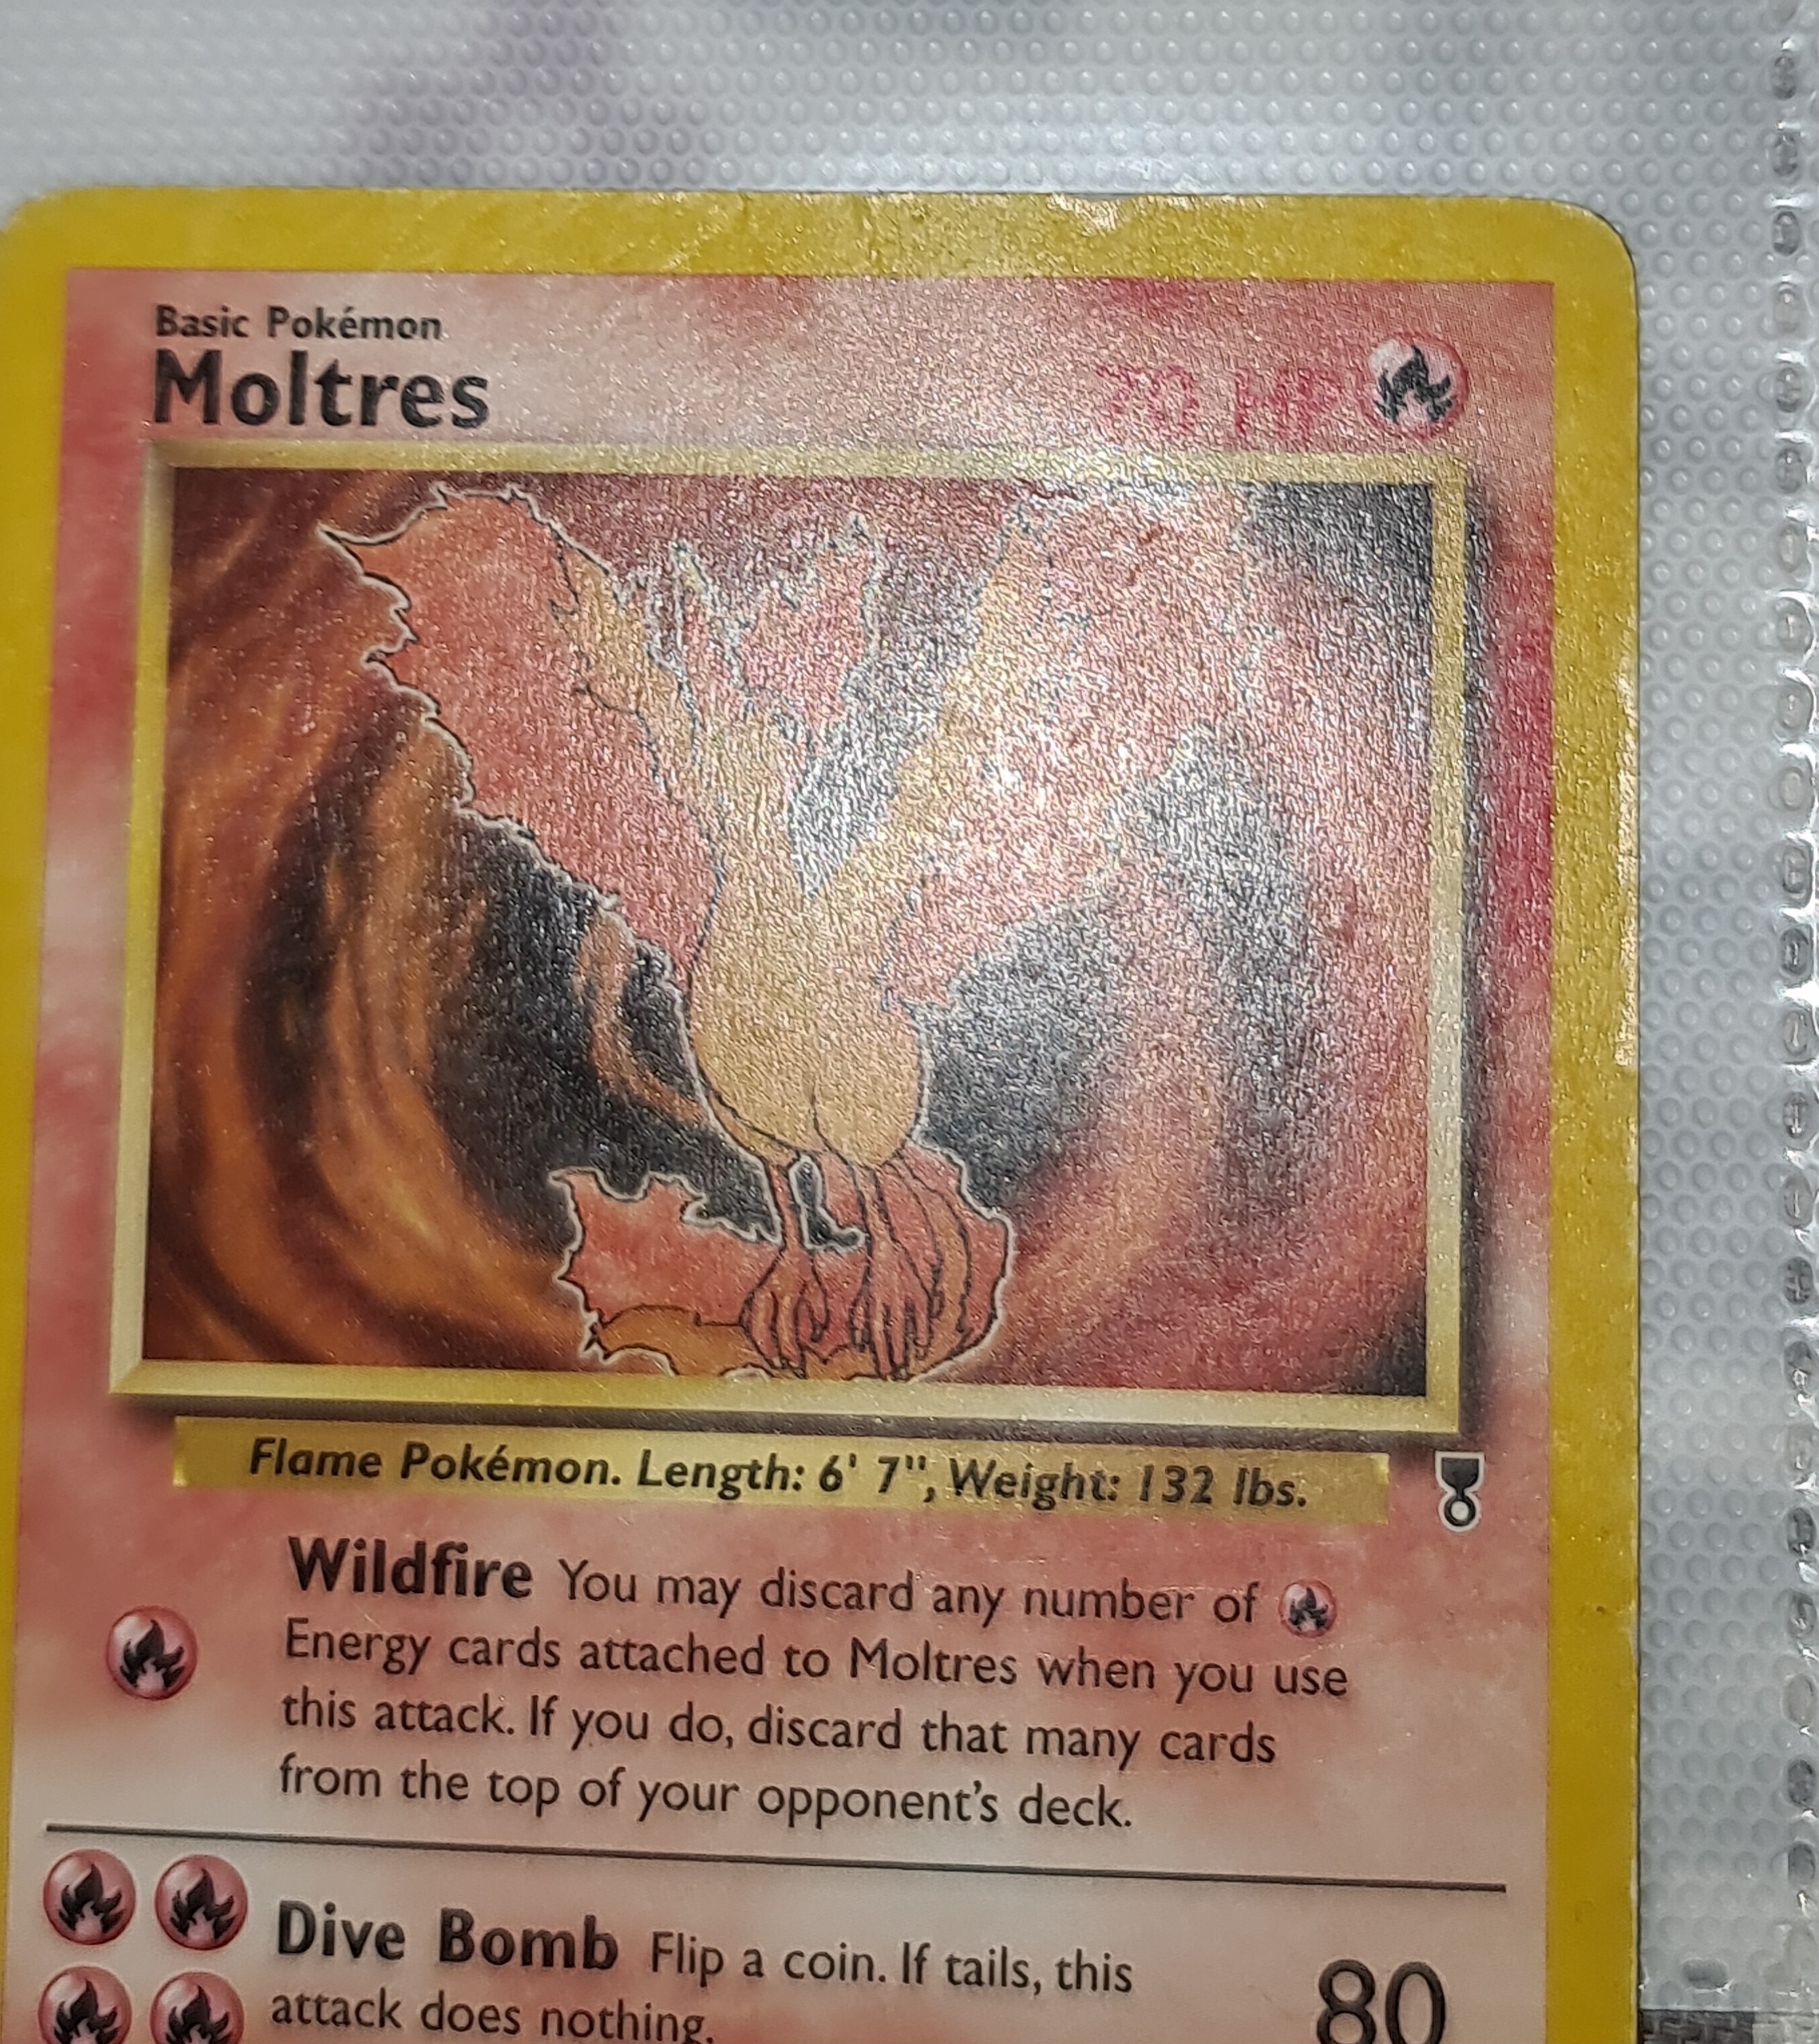 Basic Pokémon
Moltres
70 HP
Flame Pokémon. Length: 6' 7", Weight: 132 lbs.
Wildfire You may discard any number of
Energy cards attached to Moltres when you use
this attack. If you do, discard that many cards
from the top of your opponent's deck.
Dive Bomb Flip a coin. If tails, this
attack does nothing.
80